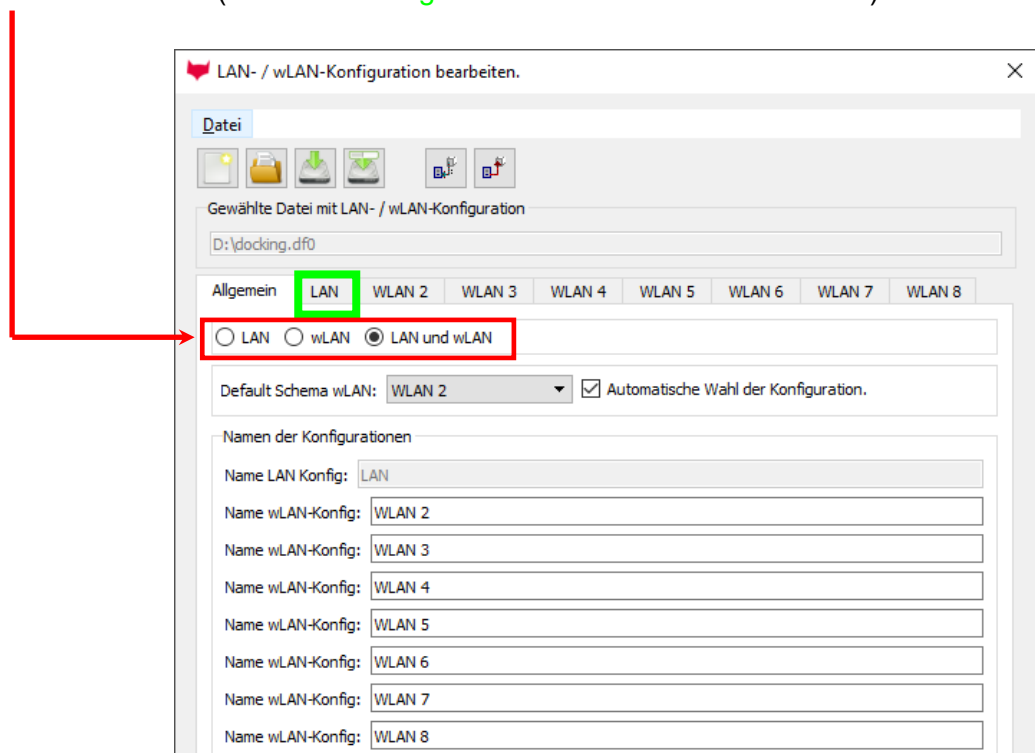 LAN- / wLAN-Konfiguration bearbeiten.
Datei
Gewählte Datei mit LAN- / wLAN-Konfiguration
D:\docking.df0
Allgemein LAN WLAN 2 WLAN 3 WLAN 4 WLAN 5 WLAN 6 WLAN 7 WLAN 8
LAN wLAN LAN und wLAN
Default Schema wLAN: WLAN 2 Automatische Wahl der Konfiguration.
Namen der Konfigurationen
Name LAN Konfig: LAN
Name wLAN-Konfig: WLAN 2
Name wLAN-Konfig: WLAN 3
Name wLAN-Konfig: WLAN 4
Name wLAN-Konfig: WLAN 5
Name wLAN-Konfig: WLAN 6
Name wLAN-Konfig: WLAN 7
Name wLAN-Konfig: WLAN 8